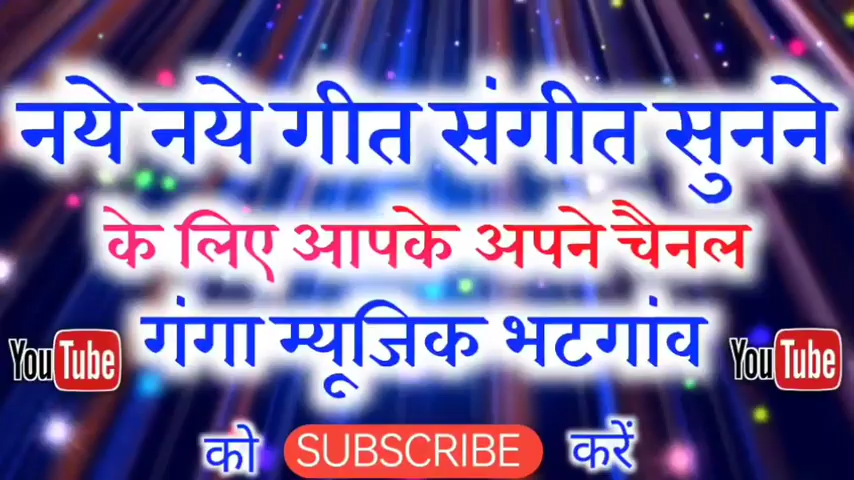 नये नये गीत संगीत सुनने
के लिए आपके अपने चैनल
YouTube गंगा म्यूजिक भटगांव YouTube
को SUBSCRIBE करें